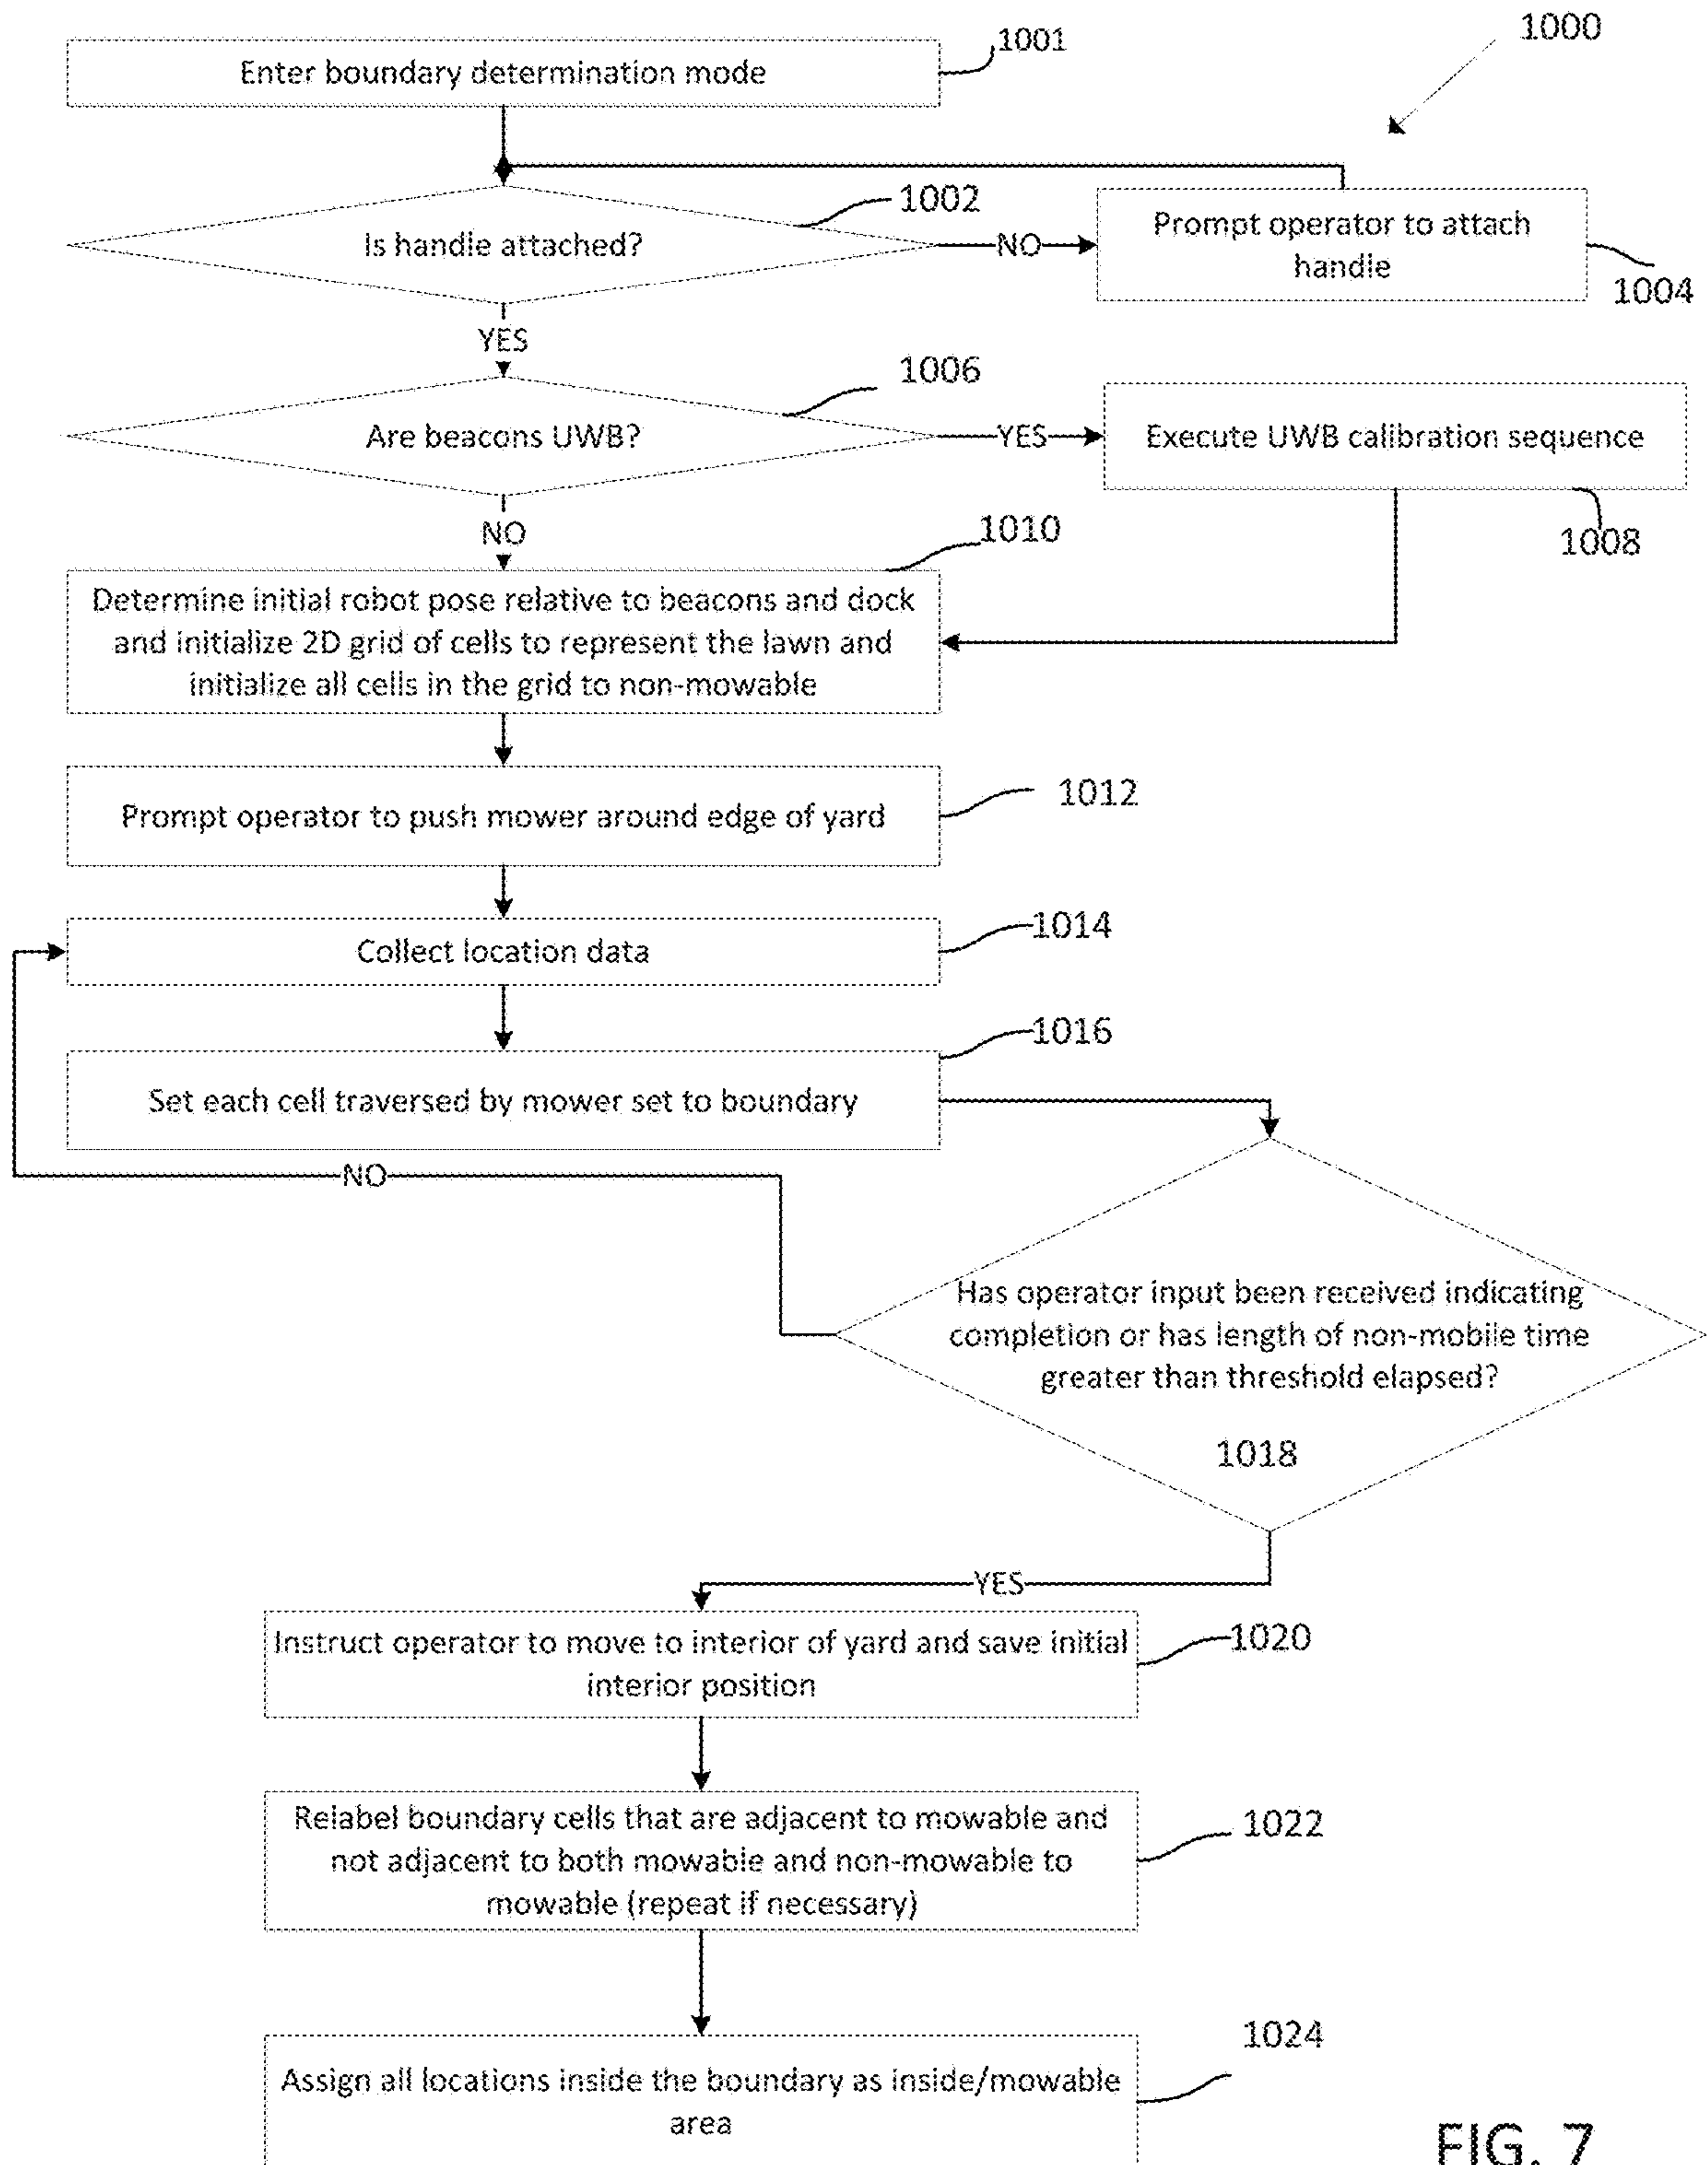 1000
Enter boundary determination mode
1001
Is handle attached?
1002
NO
Prompt operator to attach
handle
1004
YES
Are beacons UWB?
1006
YES
Execute UWB calibration sequence
1008
NO
1010
Determine initial robot pose relative to beacons and dock
and initialize 2D grid of cells to represent the lawn and
initialize all cells in the grid to non-mowable
Prompt operator to push mower around edge of yard
1012
Collect location data
1014
Set each cell traversed by mower set to boundary
1016
NO
Has operator input been received indicating
completion or has length of non-mobile time
greater than threshold elapsed?
1018
YES
Instruct operator to move to interior of yard and save initial
interior position
1020
Relabel boundary cells that are adjacent to mowable and
not adjacent to both mowable and non-mowable to
mowable (repeat if necessary)
1022
Assign all locations inside the boundary as inside/mowable
area
1024
FIG. 7